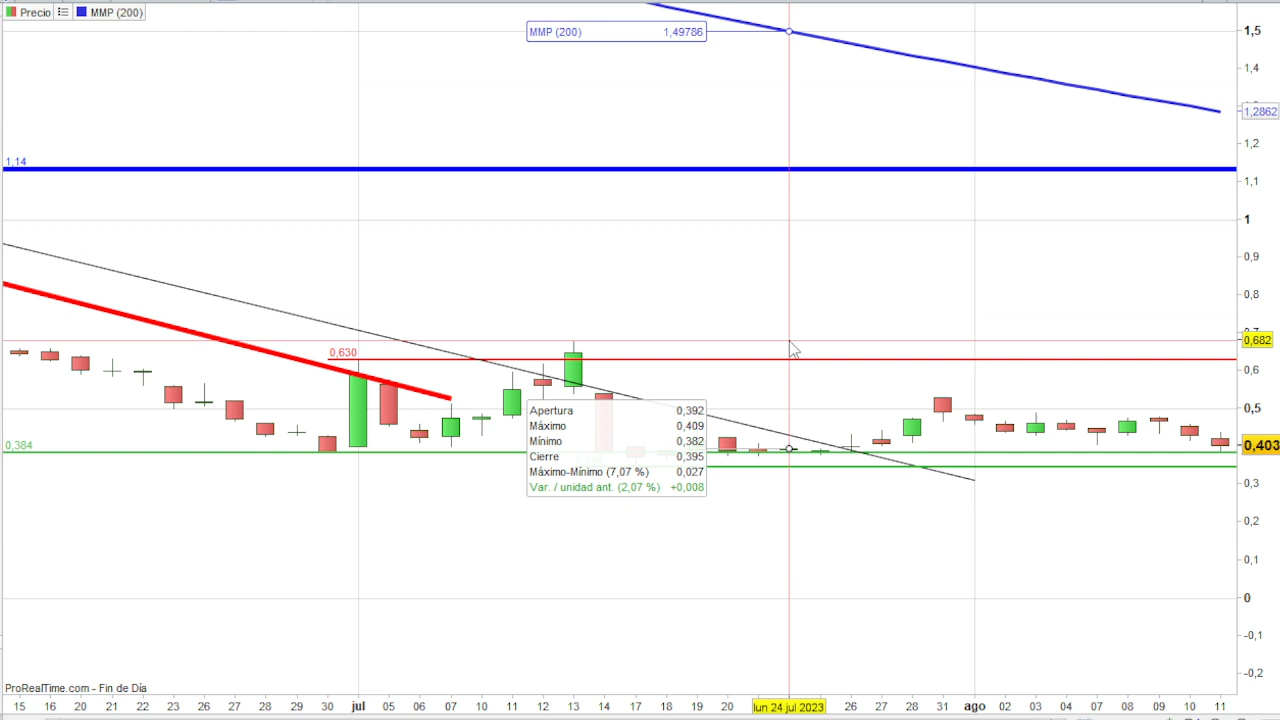 Precio MMP (200)
MMP (200) 1,49786
1,5
1,4
1,2862
1,2
1,14
1,1
1
0,9
0,8
0,682
0,630
0,6
0,5
Apertura 0,392
Máximo 0,409
Mínimo 0,382
Cierre 0,395
Máximo-Mínimo (7,07 %) 0,027
Var. / unidad ant. (2,07 %) +0,008
0,384
0,403
0,3
0,2
0,1
0
-0,1
-0,2
ProRealTime.com - Fin de Día
15 16 20 21 22 23 26 27 28 30 jul 05 06 07 10 11 12 13 14 17 18 19 20 lun 24 jul 2023 26 27 28 31 ago 02 03 04 07 08 09 10 11